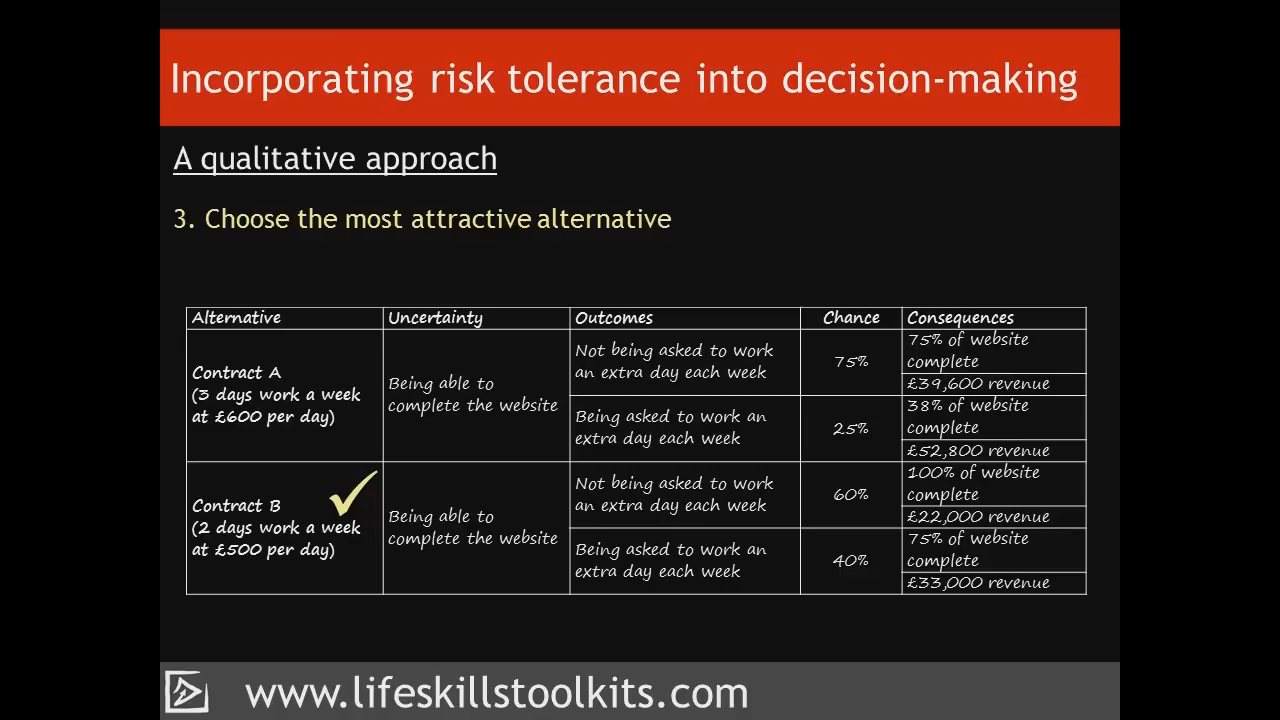 Incorporating risk tolerance into decision-making
A qualitative approach
3. Choose the most attractive alternative
Alternative Uncertainty Outcomes Chance Consequences
Contract A
(3 days work a week
at £600 per day)
Being able to
complete the website
Not being asked to work
an extra day each week
75%
75% of website
complete
£39,600 revenue
Being asked to work an
extra day each week
25%
38% of website
complete
£52,800 revenue
Contract B
(2 days work a week
at £500 per day)
Being able to
complete the website
Not being asked to work
an extra day each week
60%
100% of website
complete
£22,000 revenue
Being asked to work an
extra day each week
40%
75% of website
complete
£33,000 revenue
www.lifeskillstoolkits.com